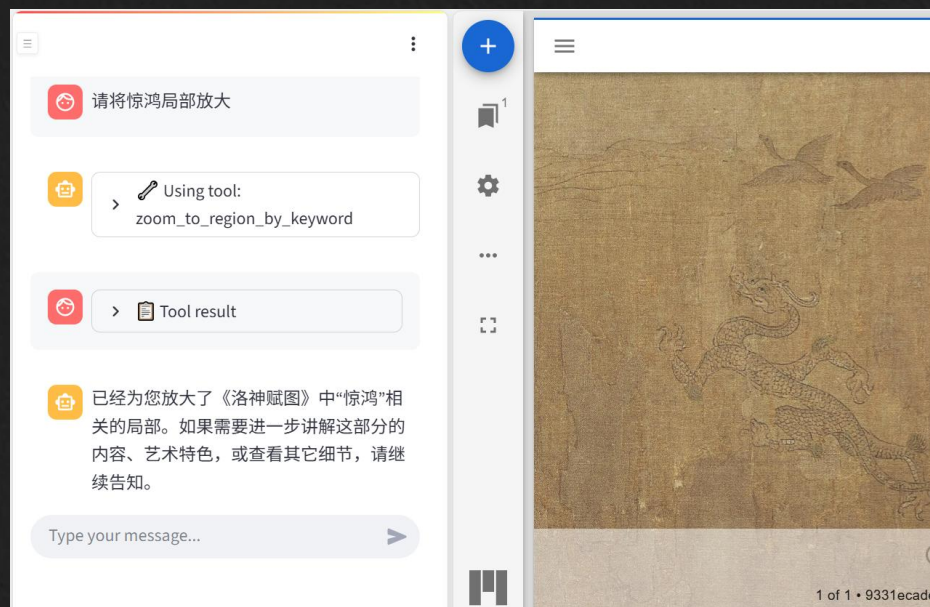 请将惊鸿局部放大
Using tool:
zoom_to_region_by_keyword
Tool result
已经为您放大了《洛神赋图》中“惊鸿”相
关的局部。如果需要进一步讲解这部分的
内容、艺术特色，或查看其它细节，请继
续告知。
Type your message...
1
1 of 1 • 9331ecad